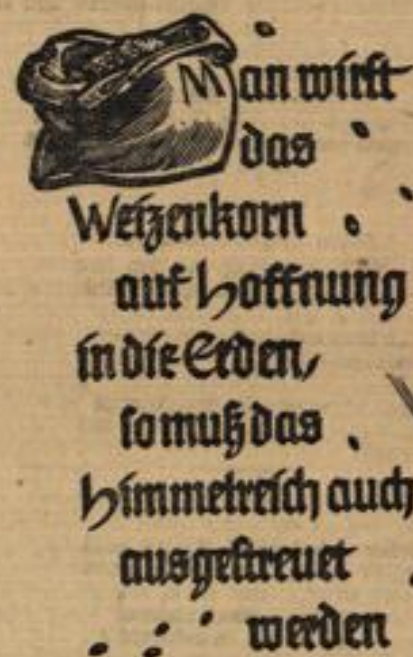 Man wirft
das
Weizenkorn
auf Hoffnung
in die Erden,
so muß das
Himmelreich auch
ausgestreuet
werden